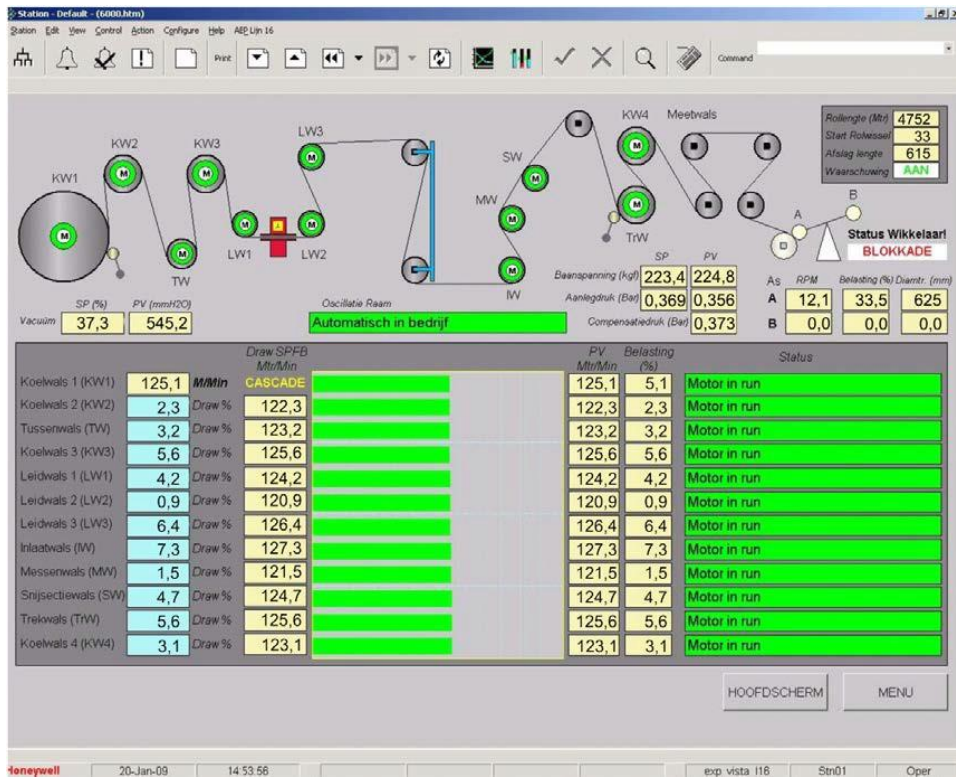 Station - Default - (6000.htm)
Station Edit View Control Action Configure Help AEP Lijn 16
Print Command
KW1
KW2
KW3
LW3
TW
LW1
LW2
SW
MW
IW
KW4
TrW
Meetwals
A
B
Rollengte (Mtr) 4752
Start Rolwissel 33
Afslag lengte 615
Waarschuwing AAN
Status Wikkelaar!
BLOKKADE
SP PV
Baanspanning (kgf) 223,4 224,8
Aanlegdruk (Bar) 0,369 0,356
Compensatiedruk (Bar) 0,373
As RPM Belasting (%) Diamtr. (mm)
A 12,1 33,5 625
B 0,0 0,0 0,0
SP (%) PV (mmH2O)
Vacuüm 37,3 545,2
Oscillatie Raam
Automatisch in bedrijf
Draw SPFB Mtr/Min PV Mtr/Min Belasting (%) Status
Koelwals 1 (KW1) 125,1 M/Min CASCADE 125,1 5,1 Motor in run
Koelwals 2 (KW2) 2,3 Draw % 122,3 122,3 2,3 Motor in run
Tussenwals (TW) 3,2 Draw % 123,2 123,2 3,2 Motor in run
Koelwals 3 (KW3) 5,6 Draw % 125,6 125,6 5,6 Motor in run
Leidwals 1 (LW1) 4,2 Draw % 124,2 124,2 4,2 Motor in run
Leidwals 2 (LW2) 0,9 Draw % 120,9 120,9 0,9 Motor in run
Leidwals 3 (LW3) 6,4 Draw % 126,4 126,4 6,4 Motor in run
Inlaatwals (IW) 7,3 Draw % 127,3 127,3 7,3 Motor in run
Messenwals (MW) 1,5 Draw % 121,5 121,5 1,5 Motor in run
Snijsectiewals (SW) 4,7 Draw % 124,7 124,7 4,7 Motor in run
Trekwals (TrW) 5,6 Draw % 125,6 125,6 5,6 Motor in run
Koelwals 4 (KW4) 3,1 Draw % 123,1 123,1 3,1 Motor in run
HOOFDSCHERM MENU
Honeywell 20-Jan-09 14:53:56 exp vista l16 Stn01 Oper